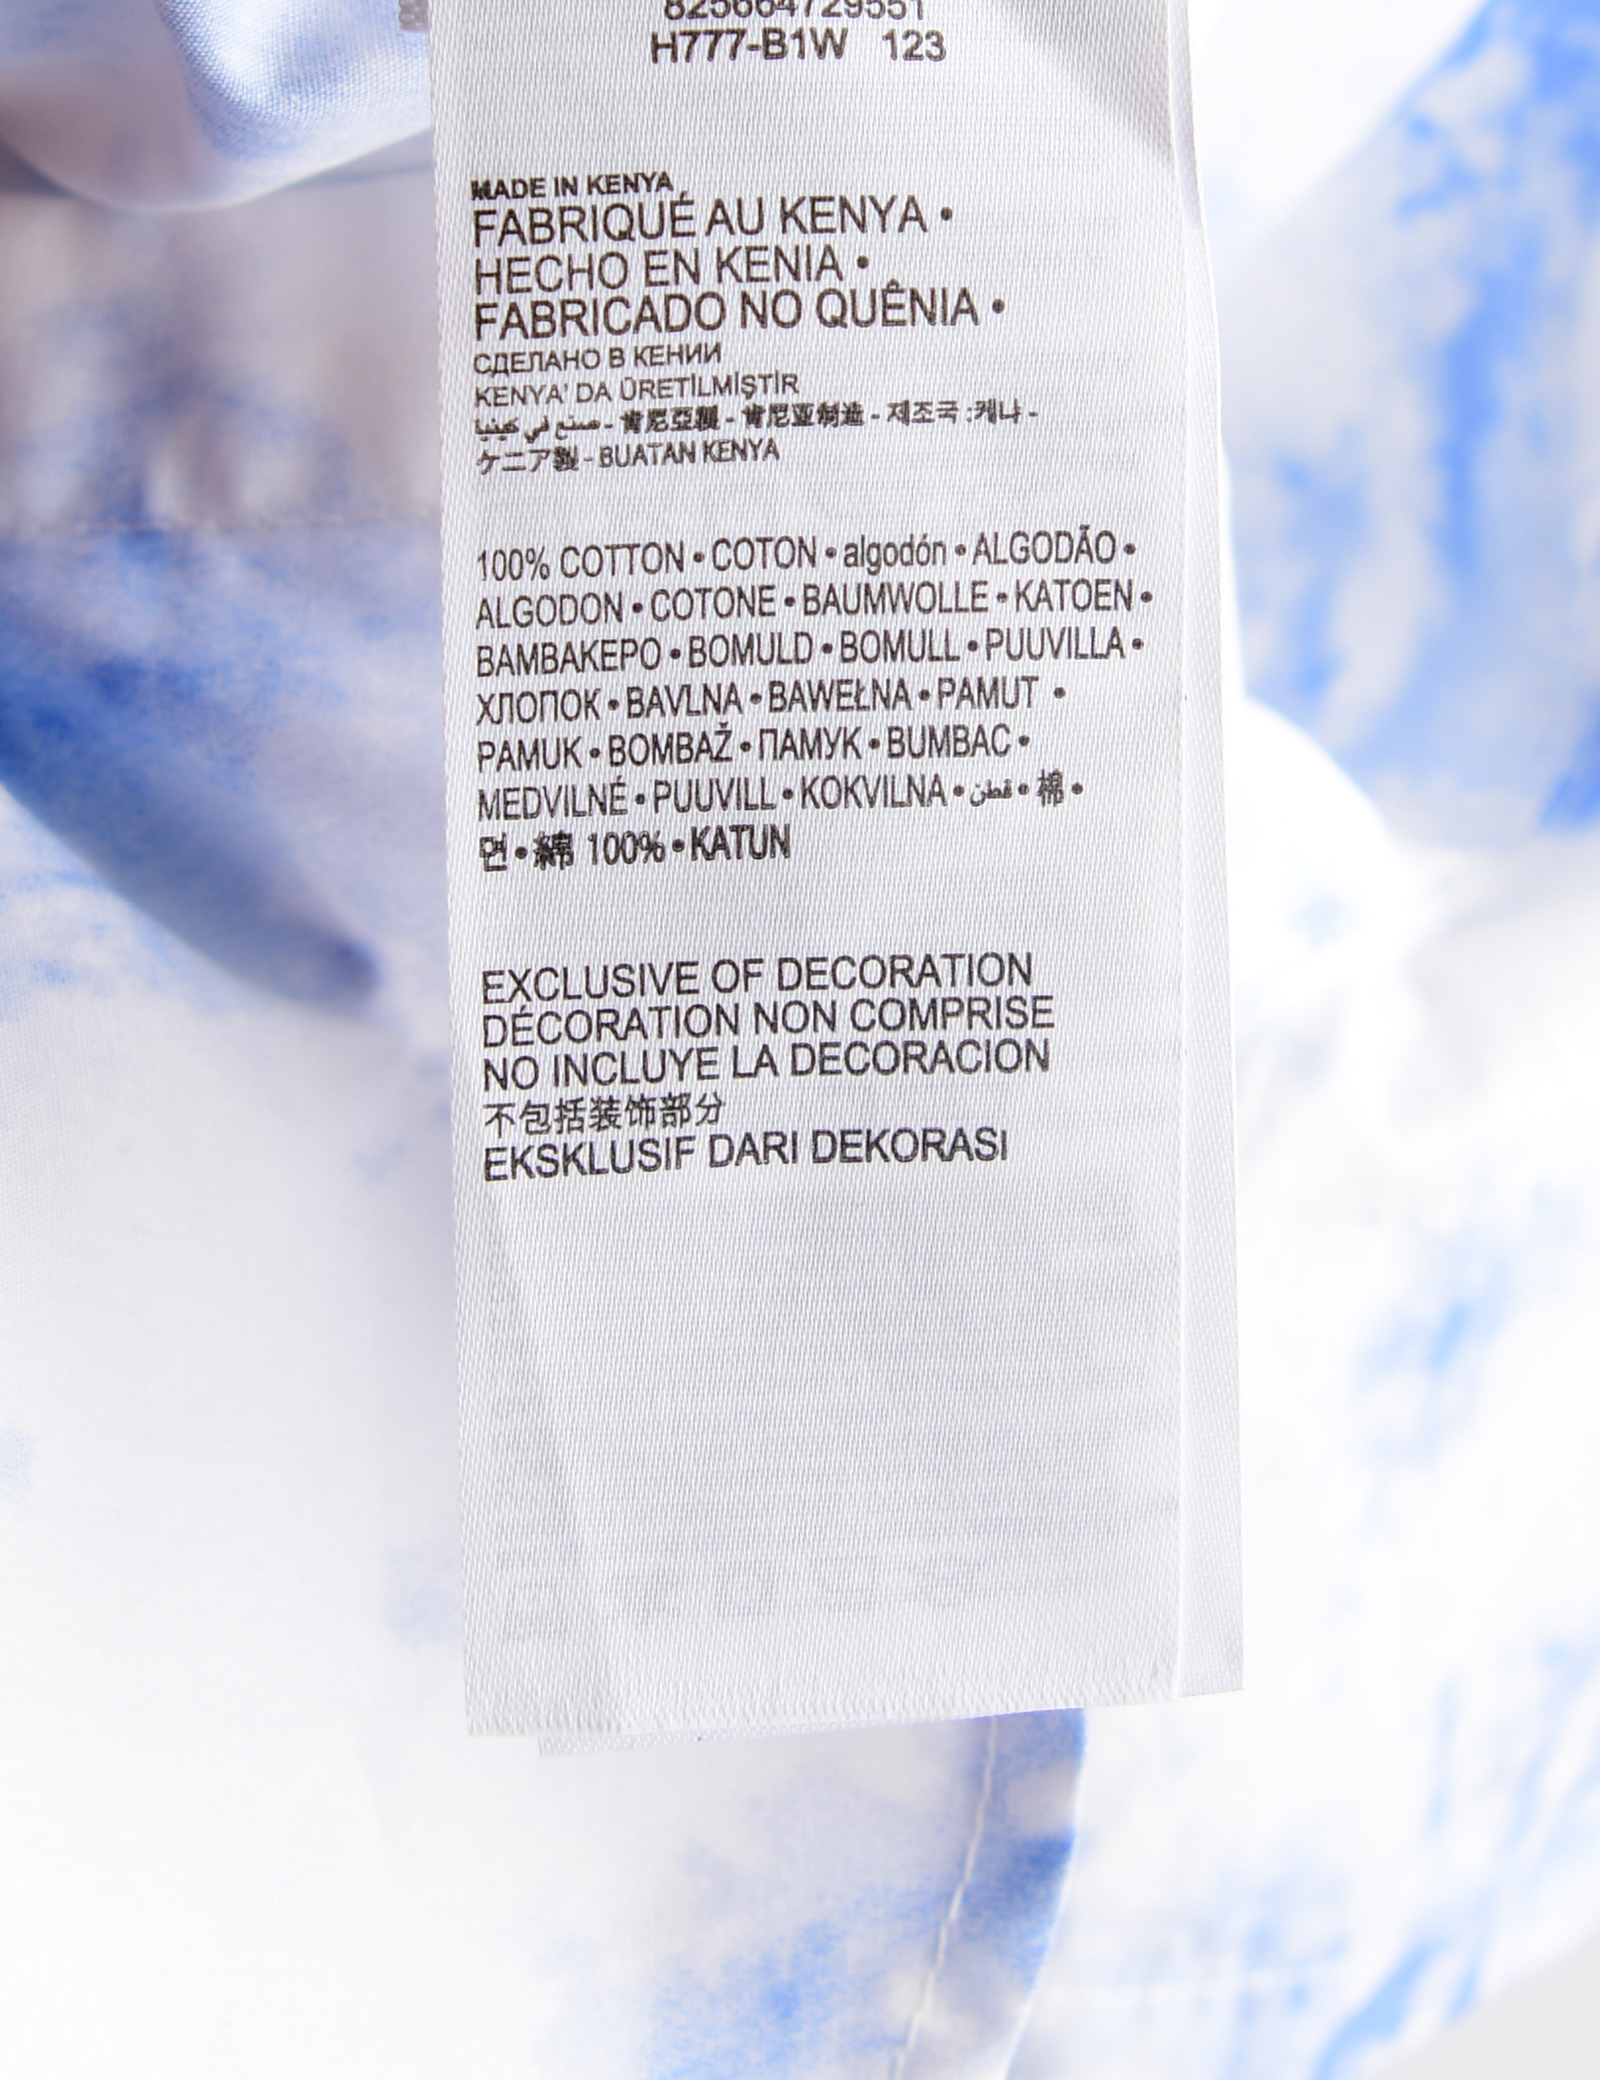 825664729551
H777-B1W 123
MADE IN KENYA
FABRIQUÉ AU KENYA •
HECHO EN KENIA •
FABRICADO NO QUÊNIA •
СДЕЛАНО В КЕНИИ
KENYA' DA ÜRETİLMİŞTİR
صنع في كينيا - 肯尼亞製 - 肯尼亚制造 - 제조국 :케냐 -
ケニア製 - BUATAN KENYA
100% COTTON • COTON • algodón • ALGODÃO •
ALGODON • COTONE • BAUMWOLLE • KATOEN •
BAMBAKEPO • BOMULD • BOMULL • PUUVILLA •
ХЛОПОК • BAVLNA • BAWEŁNA • PAMUT •
PAMUK • BOMBAŽ • ПАМУК • BUMBAC •
MEDVILNÉ • PUUVILL • KOKVILNA • قطن • 棉 •
면 • 綿 100% • KATUN
EXCLUSIVE OF DECORATION
DÉCORATION NON COMPRISE
NO INCLUYE LA DECORACION
不包括装饰部分
EKSKLUSIF DARI DEKORASI